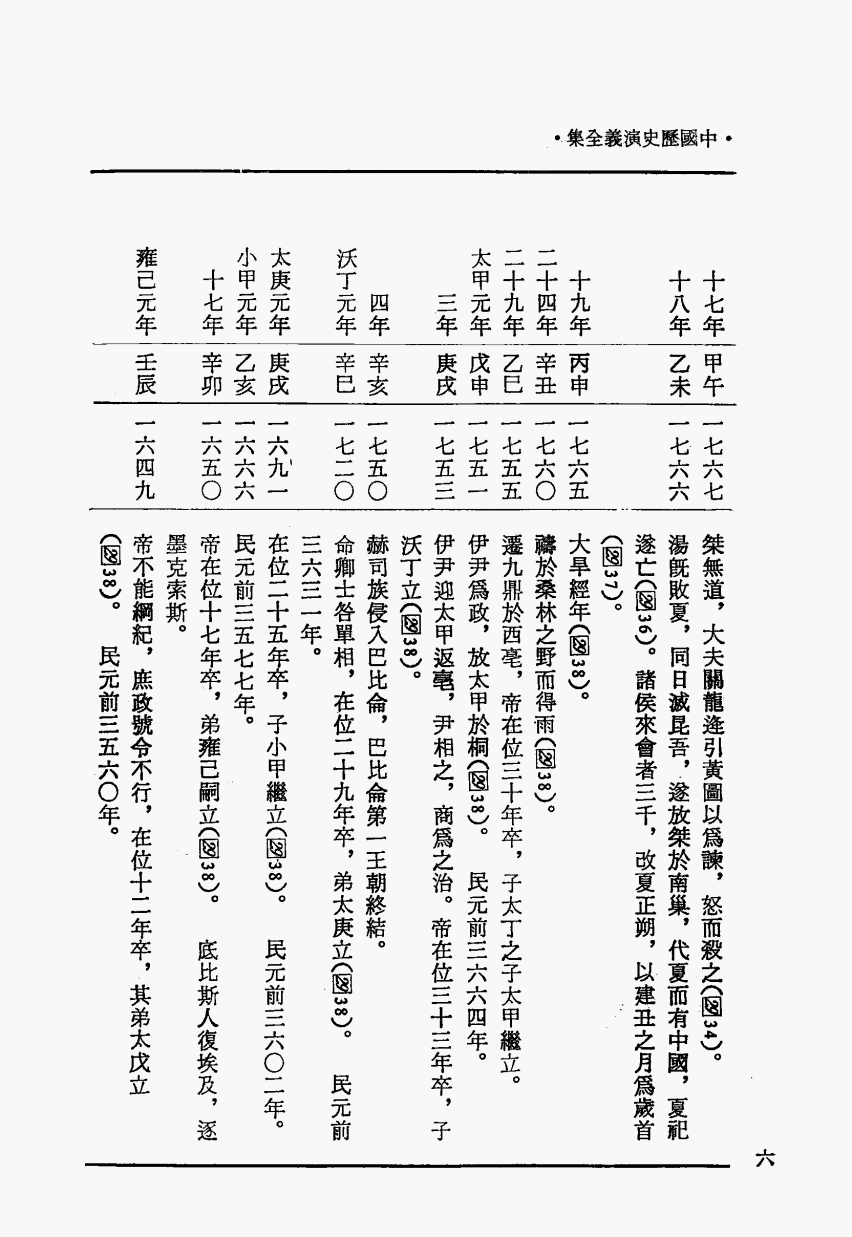 ・中國歷史演義全集・
十七年 甲午 一七六七 桀無道，大夫關龍逄引黃圖以爲諫，怒而殺之(图34)。
十八年 乙未 一七六六 湯旣敗夏，同日滅昆吾，遂放桀於南巢，代夏而有中國，夏祀
遂亡(图36)。諸侯來會者三千，改夏正朔，以建丑之月爲歲首
(图37)。
十九年 丙申 一七六五 大旱經年(图38)。
二十四年 辛丑 一七六〇 禱於桑林之野而得雨(图38)。
二十九年 乙巳 一七五五 遷九鼎於西亳，帝在位三十年卒，子太丁之子太甲繼立。
太甲元年 戊申 一七五一 伊尹爲政，放太甲於桐(图38)。　民元前三六六四年。
三年 庚戌 一七五三 伊尹迎太甲返亳，尹相之，商爲之治。帝在位三十三年卒，子
沃丁立(图38)。
四年 辛亥 一七五〇 赫司族侵入巴比倫，巴比倫第一王朝終結。
沃丁元年 辛巳 一七二〇 命卿士咎單相，在位二十九年卒，弟太庚立(图38)。　民元前
三六三一年。
太庚元年 庚戌 一六九一 在位二十五年卒，子小甲繼立(图38)。　民元前三六〇二年。
小甲元年 乙亥 一六六六 民元前三五七七年。
十七年 辛卯 一六五〇 帝在位十七年卒，弟雍己嗣立(图38)。　底比斯人復埃及，逐
墨克索斯。
雍己元年 壬辰 一六四九 帝不能綱紀，庶政號令不行，在位十二年卒，其弟太戊立
(图38)。　民元前三五六〇年。
六